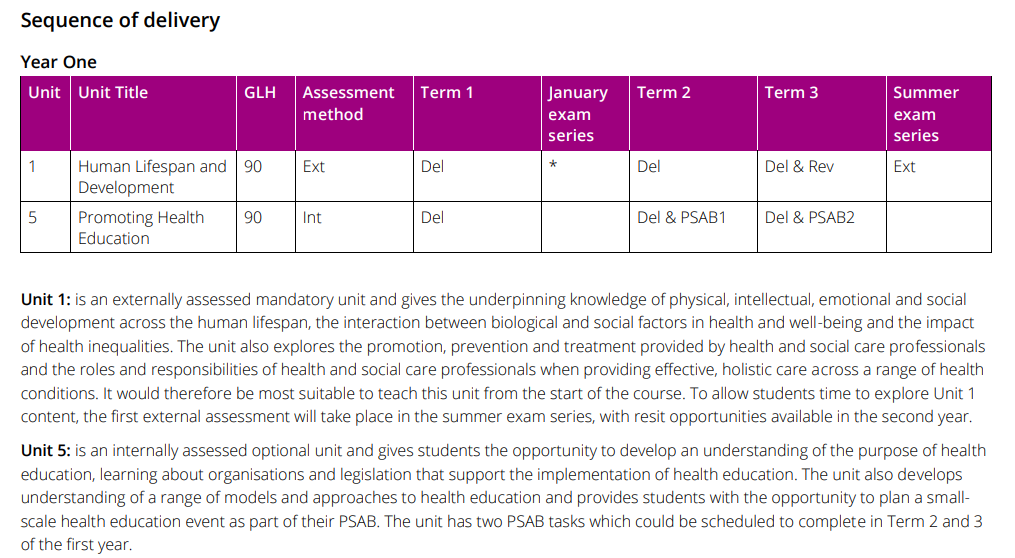 Sequence of delivery
Year One
Unit Unit Title GLH Assessment method Term 1 January exam series Term 2 Term 3 Summer exam series
1 Human Lifespan and Development 90 Ext Del * Del Del & Rev Ext
5 Promoting Health Education 90 Int Del Del & PSAB1 Del & PSAB2
Unit 1: is an externally assessed mandatory unit and gives the underpinning knowledge of physical, intellectual, emotional and social
development across the human lifespan, the interaction between biological and social factors in health and well-being and the impact
of health inequalities. The unit also explores the promotion, prevention and treatment provided by health and social care professionals
and the roles and responsibilities of health and social care professionals when providing effective, holistic care across a range of health
conditions. It would therefore be most suitable to teach this unit from the start of the course. To allow students time to explore Unit 1
content, the first external assessment will take place in the summer exam series, with resit opportunities available in the second year.
Unit 5: is an internally assessed optional unit and gives students the opportunity to develop an understanding of the purpose of health
education, learning about organisations and legislation that support the implementation of health education. The unit also develops
understanding of a range of models and approaches to health education and provides students with the opportunity to plan a small-
scale health education event as part of their PSAB. The unit has two PSAB tasks which could be scheduled to complete in Term 2 and 3
of the first year.